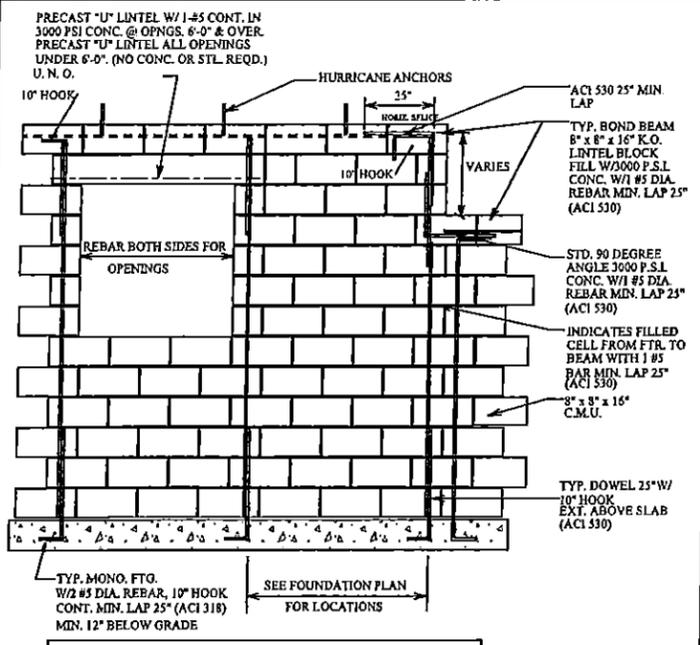 PRECAST "U" LINTEL W/ 1-#5 CONT. IN
3000 PSI CONC. @ OPNGS. 6'-0" & OVER.
PRECAST "U" LINTEL ALL OPENINGS
UNDER 6'-0". (NO CONC. OR STL. REQD.)
U. N. O.
10" HOOK
HURRICANE ANCHORS
25"
HORIZ. SPLICE
ACI 530 25" MIN.
LAP
TYP. BOND BEAM
8" x 8" x 16" K.O.
LINTEL BLOCK
FILL W/3000 P.S.I.
CONC. W/1 #5 DIA.
REBAR MIN. LAP 25"
(ACI 530)
VARIES
10" HOOK
REBAR BOTH SIDES FOR
OPENINGS
STD. 90 DEGREE
ANGLE 3000 P.S.I.
CONC. W/1 #5 DIA.
REBAR MIN. LAP 25"
(ACI 530)
INDICATES FILLED
CELL FROM FTR. TO
BEAM WITH 1 #5
BAR MIN. LAP 25"
(ACI 530)
8" x 8" x 16"
C.M.U.
TYP. DOWEL 25" W/
10" HOOK
EXT. ABOVE SLAB
(ACI 530)
TYP. MONO. FTG.
W/2 #5 DIA. REBAR, 10" HOOK
CONT. MIN. LAP 25" (ACI 318)
MIN. 12" BELOW GRADE
SEE FOUNDATION PLAN
FOR LOCATIONS